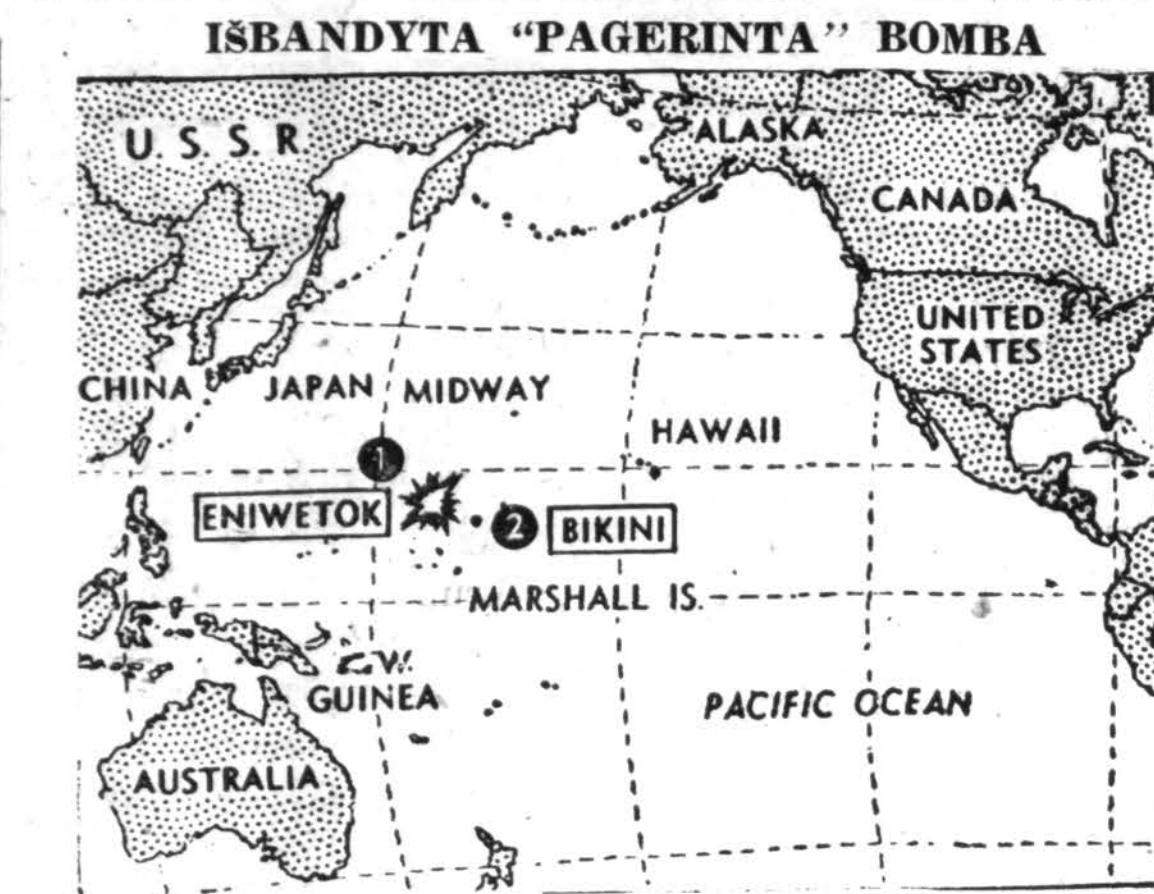 IŠBANDYTA “PAGERINTA” BOMBA
U. S. S. R.
ALASKA
CANADA
UNITED
STATES
CHINA
JAPAN
MIDWAY
HAWAII
1
ENIWETOK
2
BIKINI
MARSHALL IS.
GUINEA
PACIFIC OCEAN
AUSTRALIA